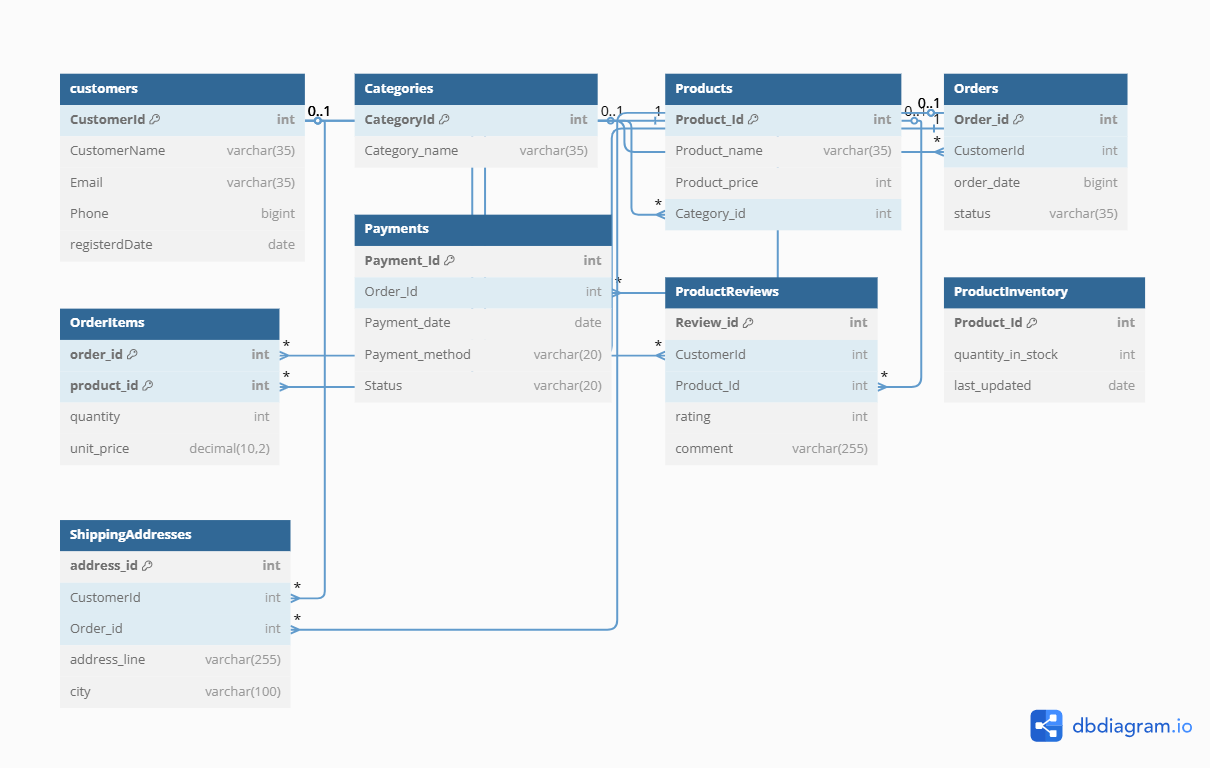 customers
CustomerId int
CustomerName varchar(35)
Email varchar(35)
Phone bigint
registerdDate date
0..1
Categories
CategoryId int
Category_name varchar(35)
0..1
1
Products
Product_Id int
Product_name varchar(35)
Product_price int
Category_id int
*
0..1
0..1
1
*
Orders
Order_id int
CustomerId int
order_date bigint
status varchar(35)
Payments
Payment_Id int
Order_Id int
Payment_date date
Payment_method varchar(20)
Status varchar(20)
*
ProductReviews
Review_id int
CustomerId int
Product_Id int
rating int
comment varchar(255)
*
*
ProductInventory
Product_Id int
quantity_in_stock int
last_updated date
OrderItems
order_id int
product_id int
quantity int
unit_price decimal(10,2)
*
*
ShippingAddresses
address_id int
CustomerId int
Order_id int
address_line varchar(255)
city varchar(100)
*
*
dbdiagram.io